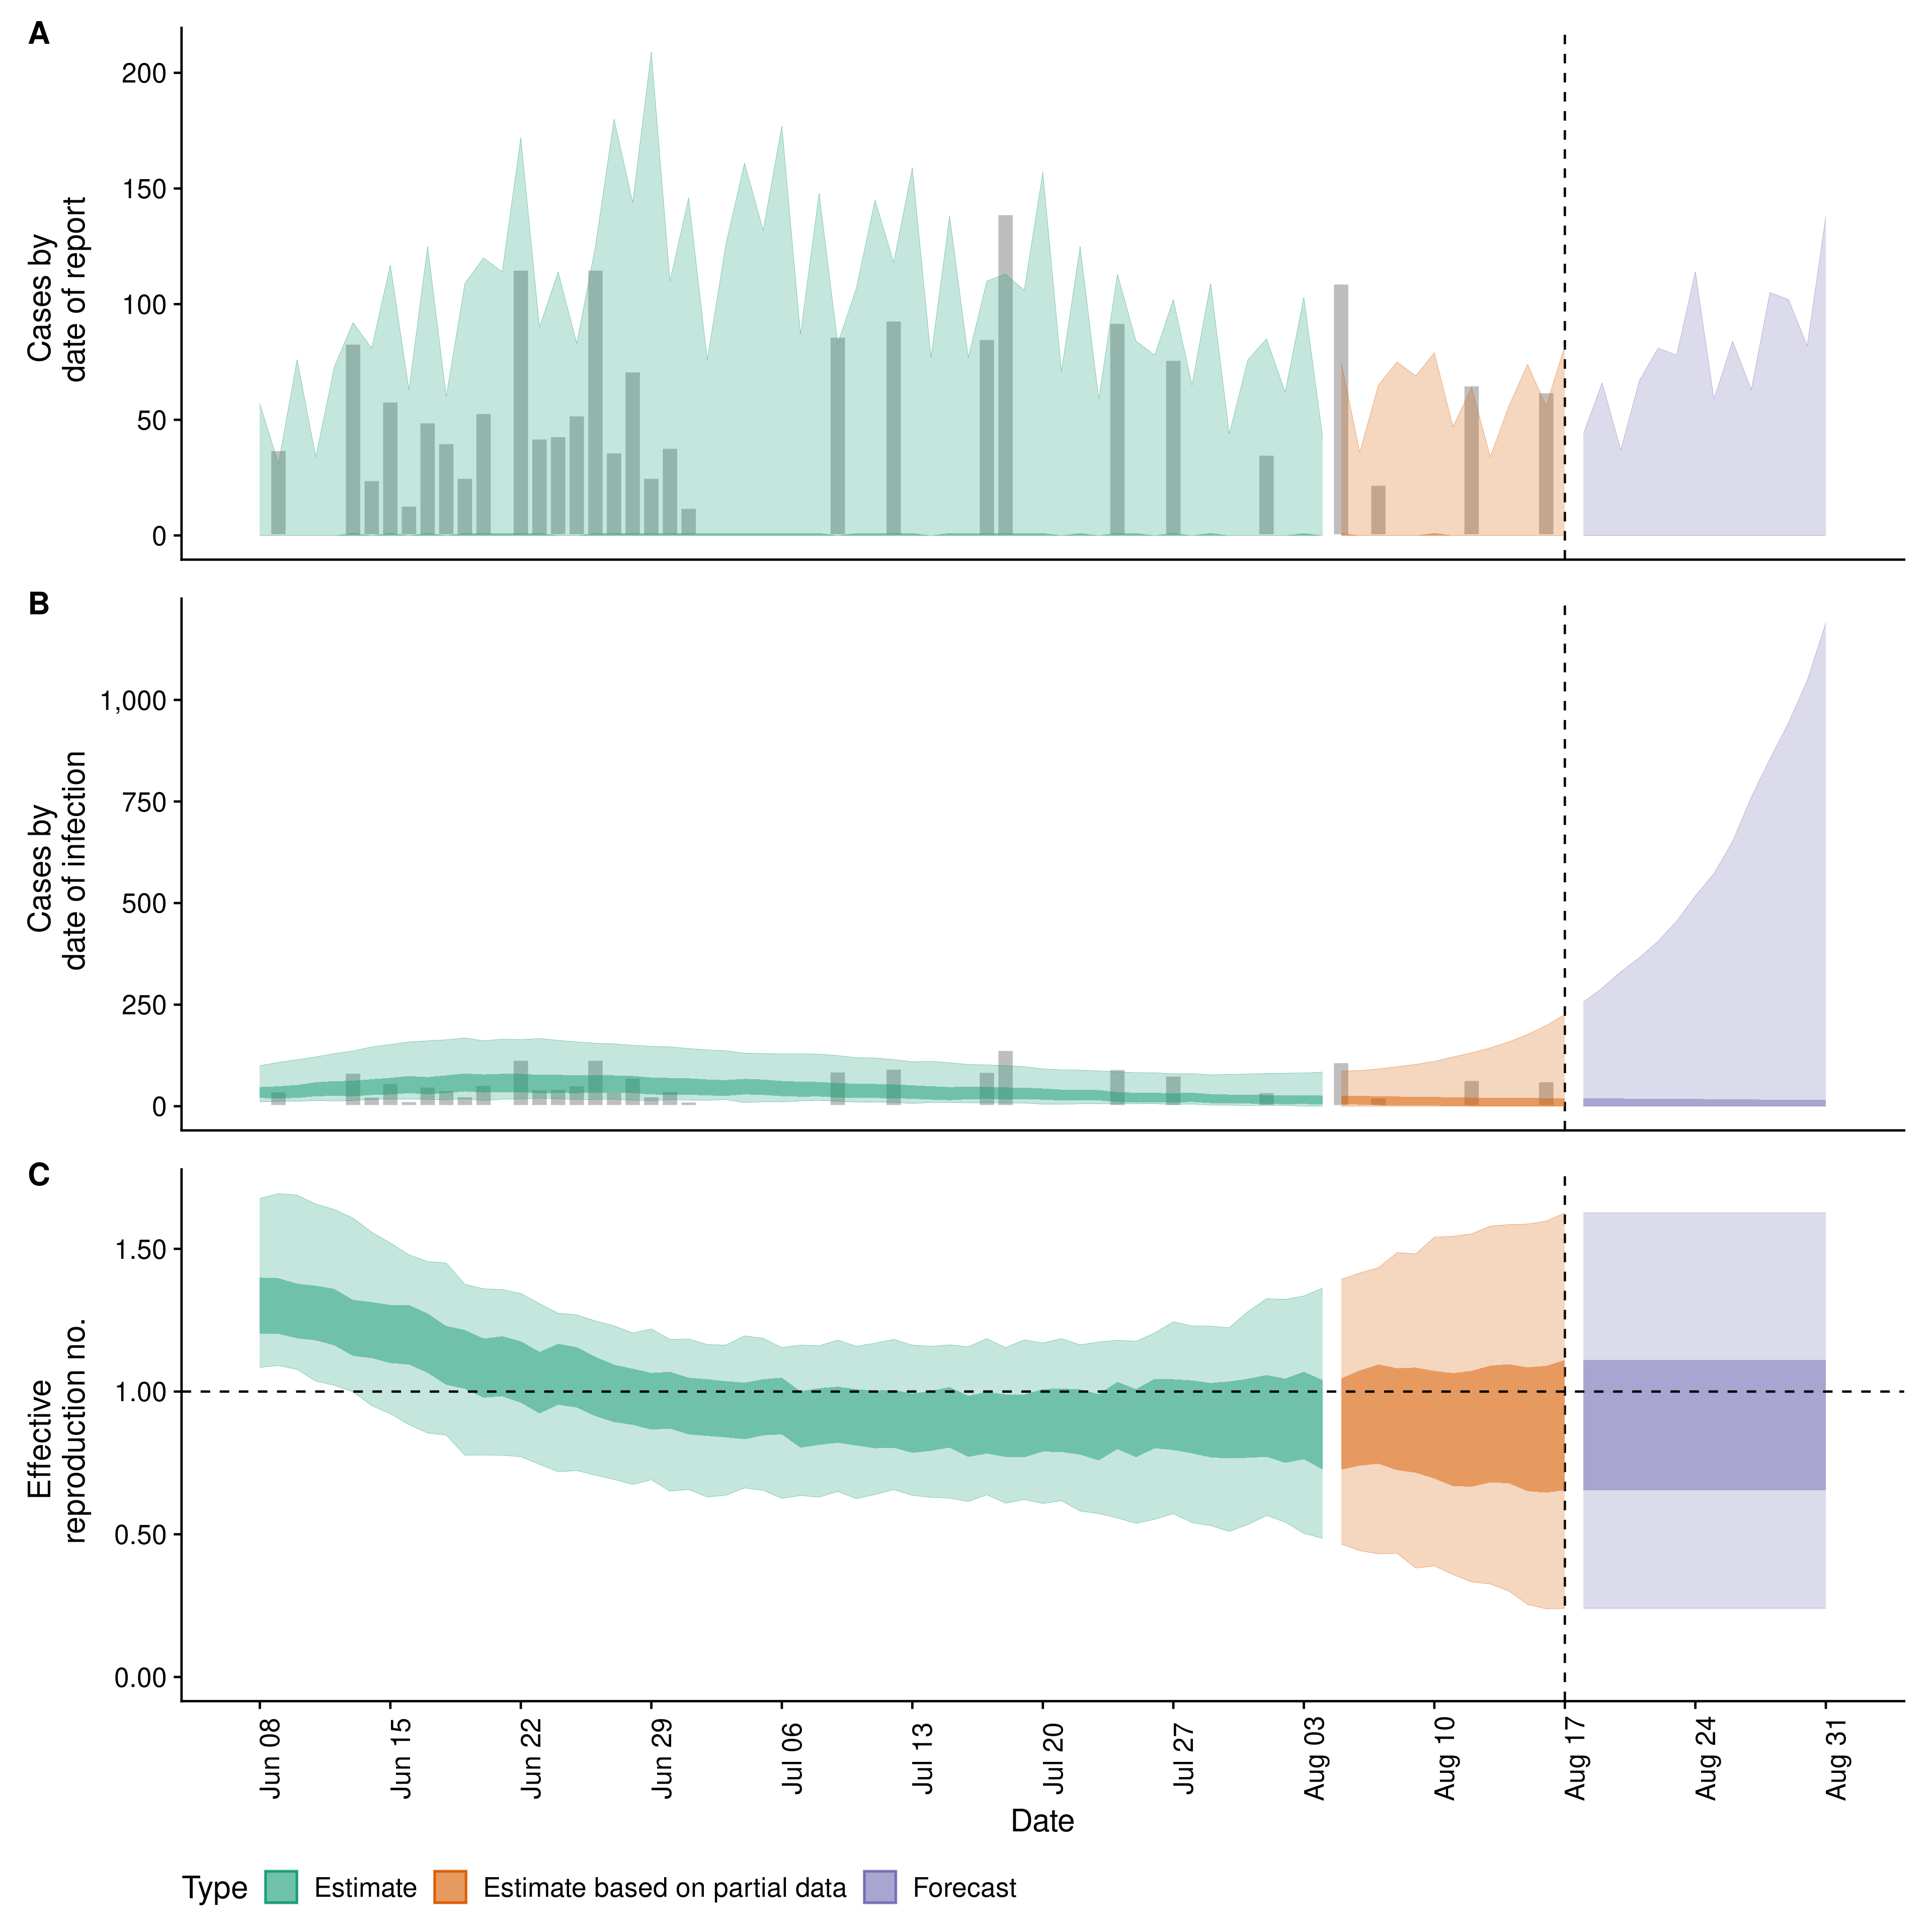 A
200
150
100
50
0
Cases by
date of report
B
1,000
750
500
250
0
Cases by
date of infection
C
1.50
1.00
0.50
0.00
Effective
reproduction no.
Jun 08
Jun 15
Jun 22
Jun 29
Jul 06
Jul 13
Jul 20
Jul 27
Aug 03
Aug 10
Aug 17
Aug 24
Aug 31
Date
Type Estimate Estimate based on partial data Forecast